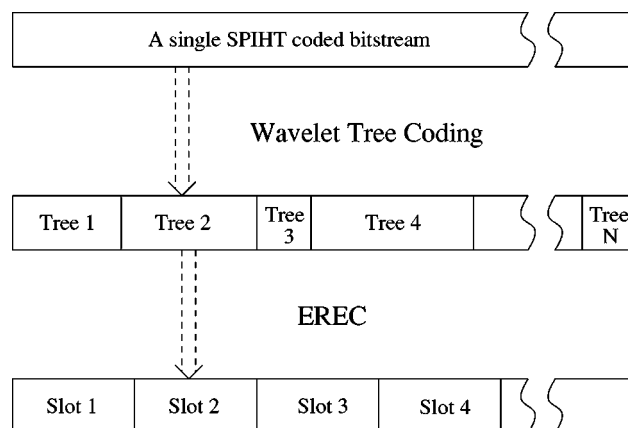 A single SPIHT coded bitstream
Wavelet Tree Coding
Tree 1 Tree 2 Tree 3 Tree 4 Tree N
EREC
Slot 1 Slot 2 Slot 3 Slot 4